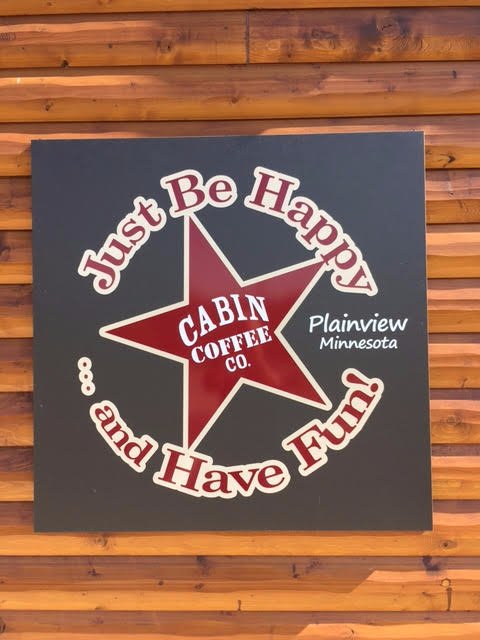 Just Be Happy
CABIN
COFFEE
CO.
Plainview
Minnesota
...and Have Fun!